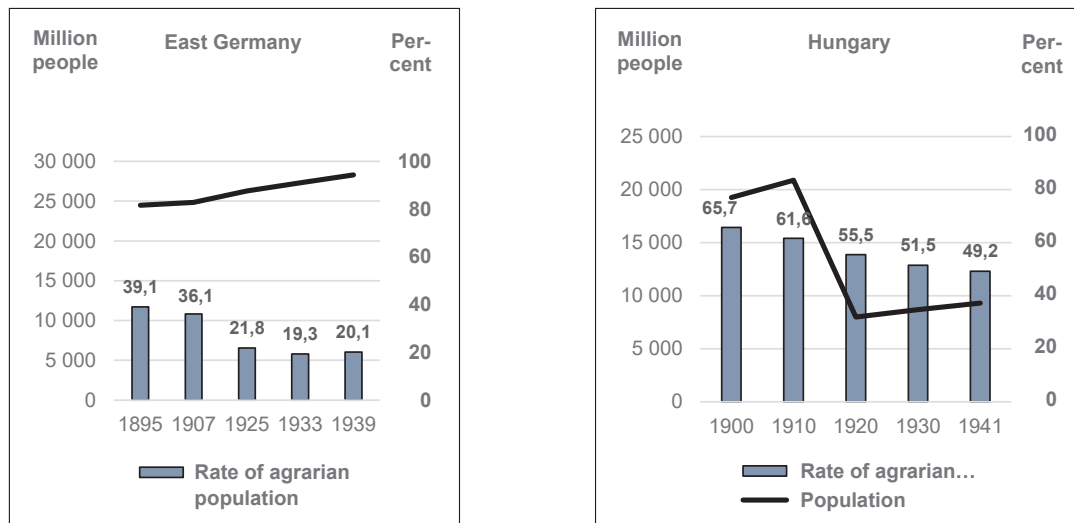 Million
people
East Germany
Per-
cent
30 000
25 000
20 000
15 000
10 000
5 000
0
100
80
60
40
20
0
39,1
36,1
21,8
19,3
20,1
1895 1907 1925 1933 1939
Rate of agrarian
population
Million
people
Hungary
Per-
cent
25 000
20 000
15 000
10 000
5 000
0
100
80
60
40
20
0
65,7
61,6
55,5
51,5
49,2
1900 1910 1920 1930 1941
Rate of agrarian…
Population